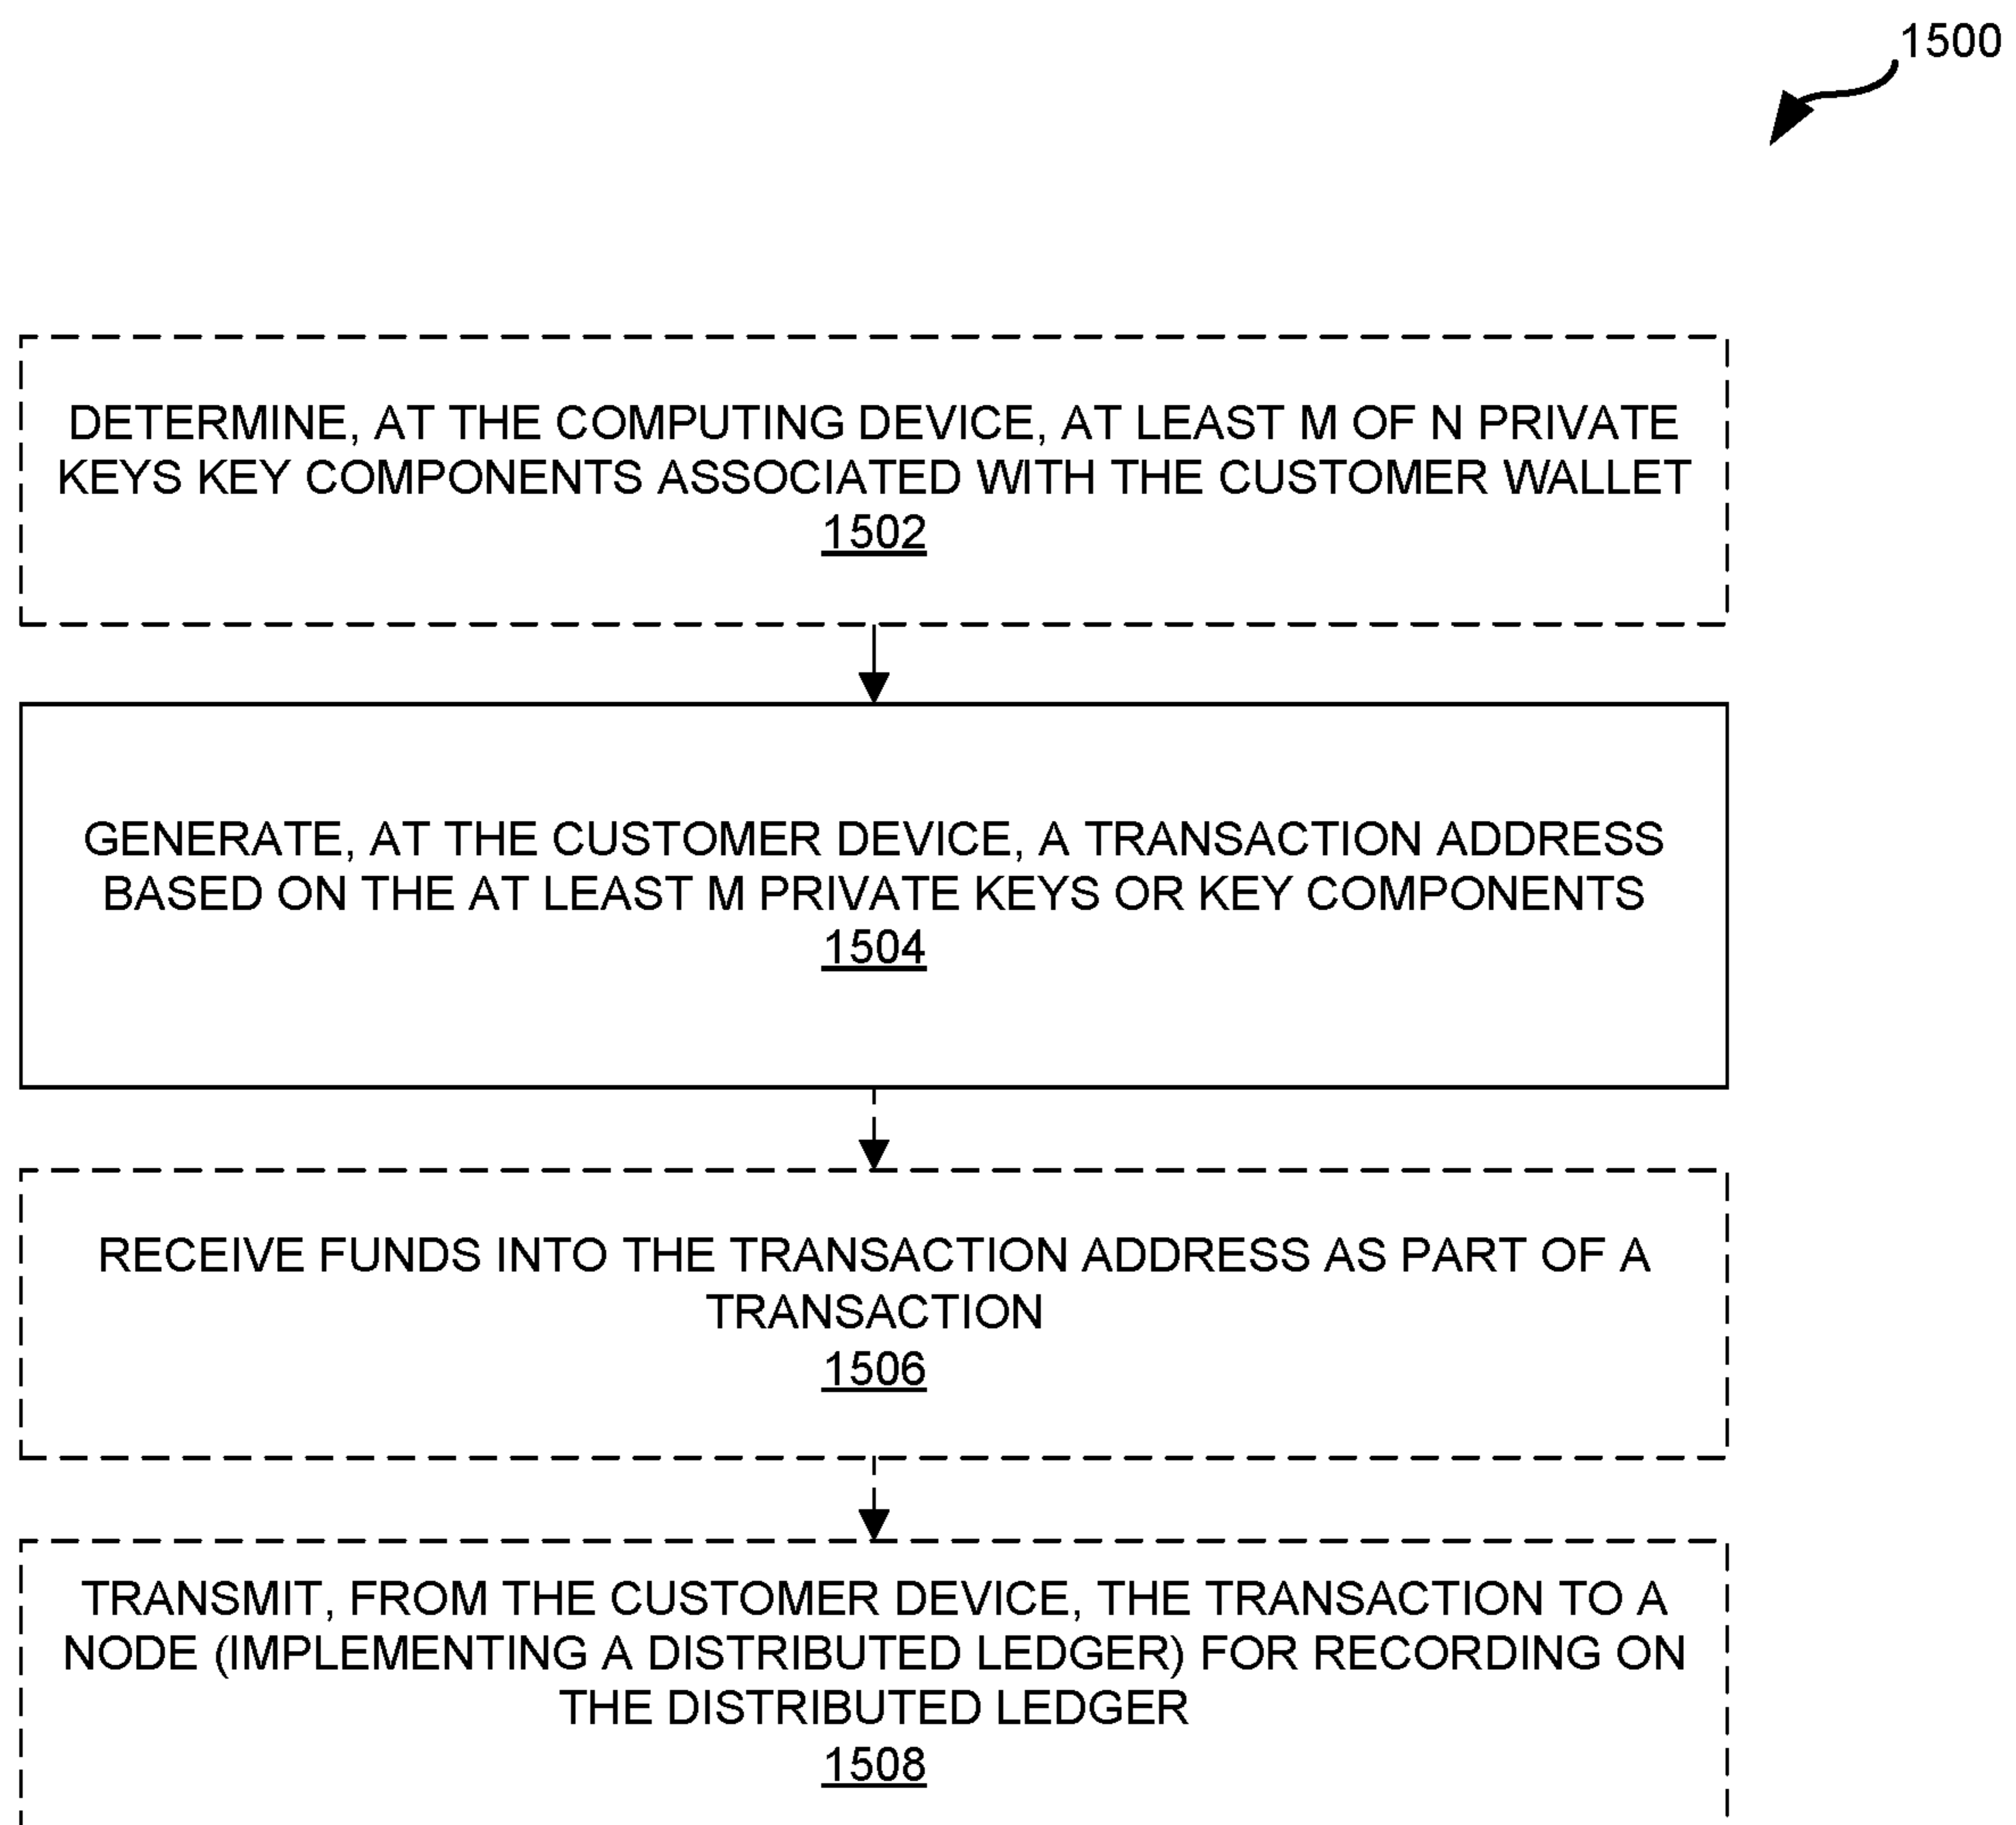 1500
DETERMINE, AT THE COMPUTING DEVICE, AT LEAST M OF N PRIVATE
KEYS KEY COMPONENTS ASSOCIATED WITH THE CUSTOMER WALLET
1502
GENERATE, AT THE CUSTOMER DEVICE, A TRANSACTION ADDRESS
BASED ON THE AT LEAST M PRIVATE KEYS OR KEY COMPONENTS
1504
RECEIVE FUNDS INTO THE TRANSACTION ADDRESS AS PART OF A
TRANSACTION
1506
TRANSMIT, FROM THE CUSTOMER DEVICE, THE TRANSACTION TO A
NODE (IMPLEMENTING A DISTRIBUTED LEDGER) FOR RECORDING ON
THE DISTRIBUTED LEDGER
1508